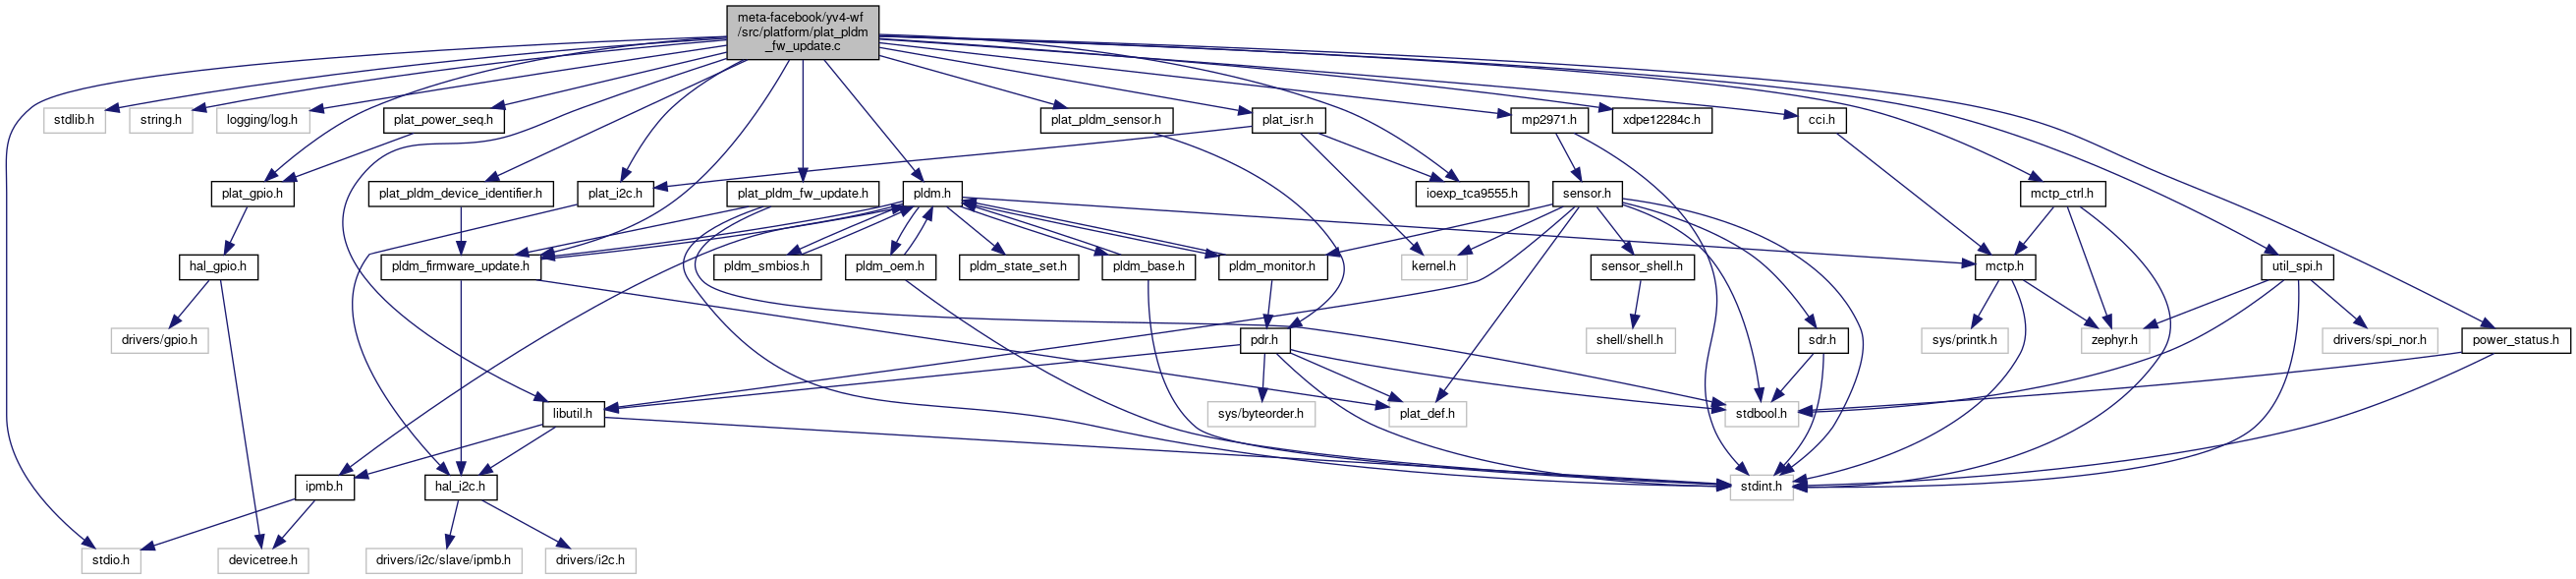 meta-facebook/yv4-wf
/src/platform/plat_pldm
_fw_update.c
stdlib.h
string.h
logging/log.h
plat_power_seq.h
plat_pldm_sensor.h
plat_isr.h
mp2971.h
xdpe12284c.h
cci.h
plat_gpio.h
plat_pldm_device_identifier.h
plat_i2c.h
plat_pldm_fw_update.h
pldm.h
ioexp_tca9555.h
sensor.h
mctp_ctrl.h
hal_gpio.h
pldm_firmware_update.h
pldm_smbios.h
pldm_oem.h
pldm_state_set.h
pldm_base.h
pldm_monitor.h
kernel.h
sensor_shell.h
mctp.h
util_spi.h
drivers/gpio.h
pdr.h
shell/shell.h
sdr.h
sys/printk.h
zephyr.h
drivers/spi_nor.h
power_status.h
libutil.h
sys/byteorder.h
plat_def.h
stdbool.h
ipmb.h
hal_i2c.h
stdint.h
stdio.h
devicetree.h
drivers/i2c/slave/ipmb.h
drivers/i2c.h